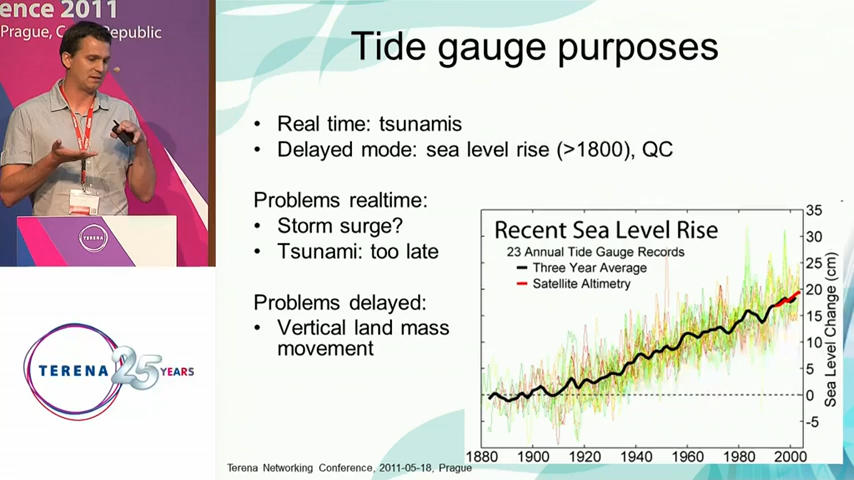 ence 2011
Prague, C Republic
TERENA
TERENA 25 YEARS
Tide gauge purposes
• Real time: tsunamis
• Delayed mode: sea level rise (>1800), QC
Problems realtime:
• Storm surge?
• Tsunami: too late
Problems delayed:
• Vertical land mass
movement
Recent Sea Level Rise
23 Annual Tide Gauge Records
Three Year Average
Satellite Altimetry
35
30
25
20
15
10
5
0
-5
Sea Level Change (cm)
1880 1900 1920 1940 1960 1980 2000
Terena Networking Conference, 2011-05-18, Prague